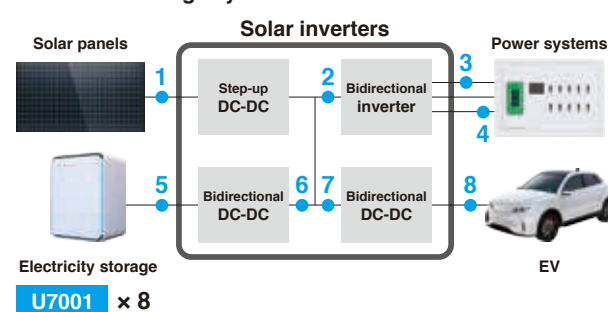 Solar inverters
Solar panels
Power systems
1
Step-up
DC-DC
2
Bidirectional
inverter
3
4
5
Bidirectional
DC-DC
6
7
Bidirectional
DC-DC
8
Electricity storage
EV
U7001 × 8